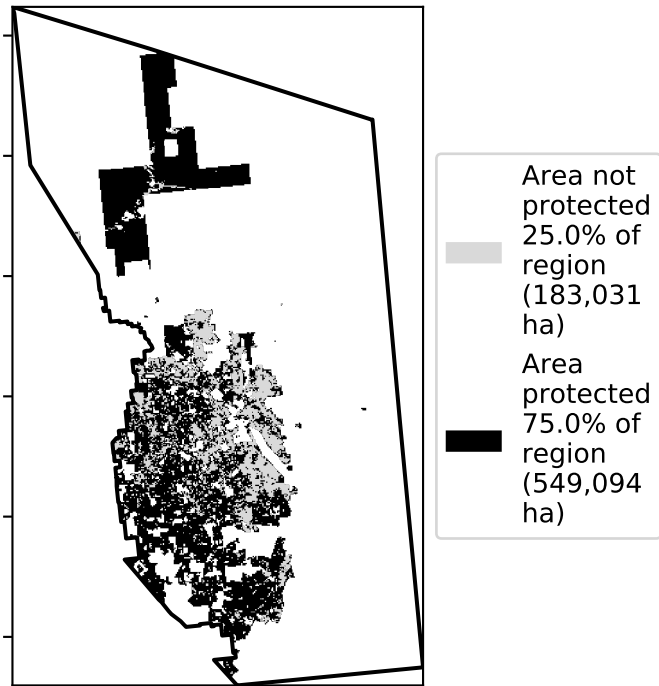 Area not
protected
25.0% of
region
(183,031
ha)
Area
protected
75.0% of
region
(549,094
ha)